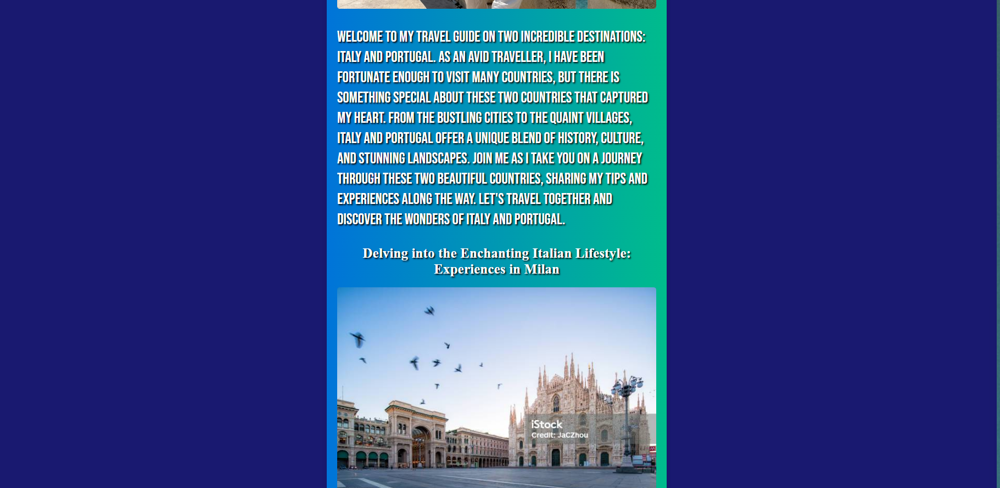 WELCOME TO MY TRAVEL GUIDE ON TWO INCREDIBLE DESTINATIONS:
ITALY AND PORTUGAL. AS AN AVID TRAVELLER, I HAVE BEEN
FORTUNATE ENOUGH TO VISIT MANY COUNTRIES, BUT THERE IS
SOMETHING SPECIAL ABOUT THESE TWO COUNTRIES THAT CAPTURED
MY HEART. FROM THE BUSTLING CITIES TO THE QUAINT VILLAGES,
ITALY AND PORTUGAL OFFER A UNIQUE BLEND OF HISTORY, CULTURE,
AND STUNNING LANDSCAPES. JOIN ME AS I TAKE YOU ON A JOURNEY
THROUGH THESE TWO BEAUTIFUL COUNTRIES, SHARING MY TIPS AND
EXPERIENCES ALONG THE WAY. LET'S TRAVEL TOGETHER AND
DISCOVER THE WONDERS OF ITALY AND PORTUGAL.
Delving into the Enchanting Italian Lifestyle:
Experiences in Milan
iStock
Credit: JaCZhou